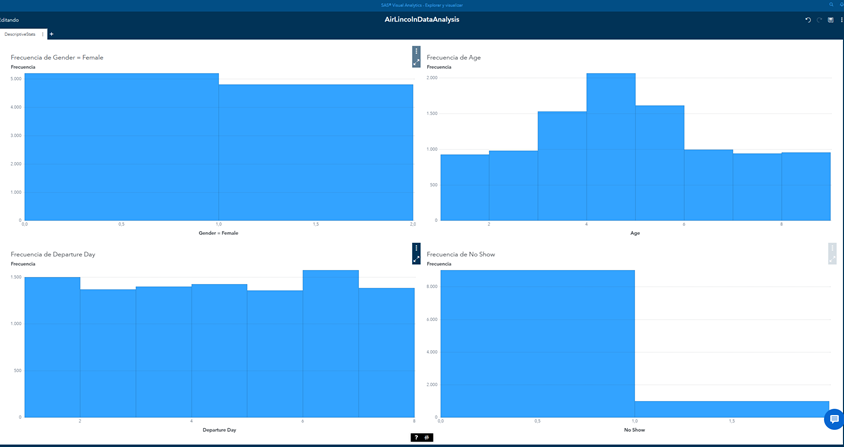 SAS® Visual Analytics - Explorar y visualizar
Editando
AirLincolnDataAnalysis
DescriptiveStats
Frecuencia de Gender = Female
Frecuencia
5.000
4.000
3.000
2.000
1.000
0
0,0 0,5 1,0 1,5 2,0
Gender = Female
Frecuencia de Age
Frecuencia
2.000
1.500
1.000
500
0
2 4 6 8
Age
Frecuencia de Departure Day
Frecuencia
1.500
1.000
500
0
2 4 6 8
Departure Day
Frecuencia de No Show
Frecuencia
8.000
6.000
4.000
2.000
0
0,0 0,5 1,0 1,5
No Show
? #